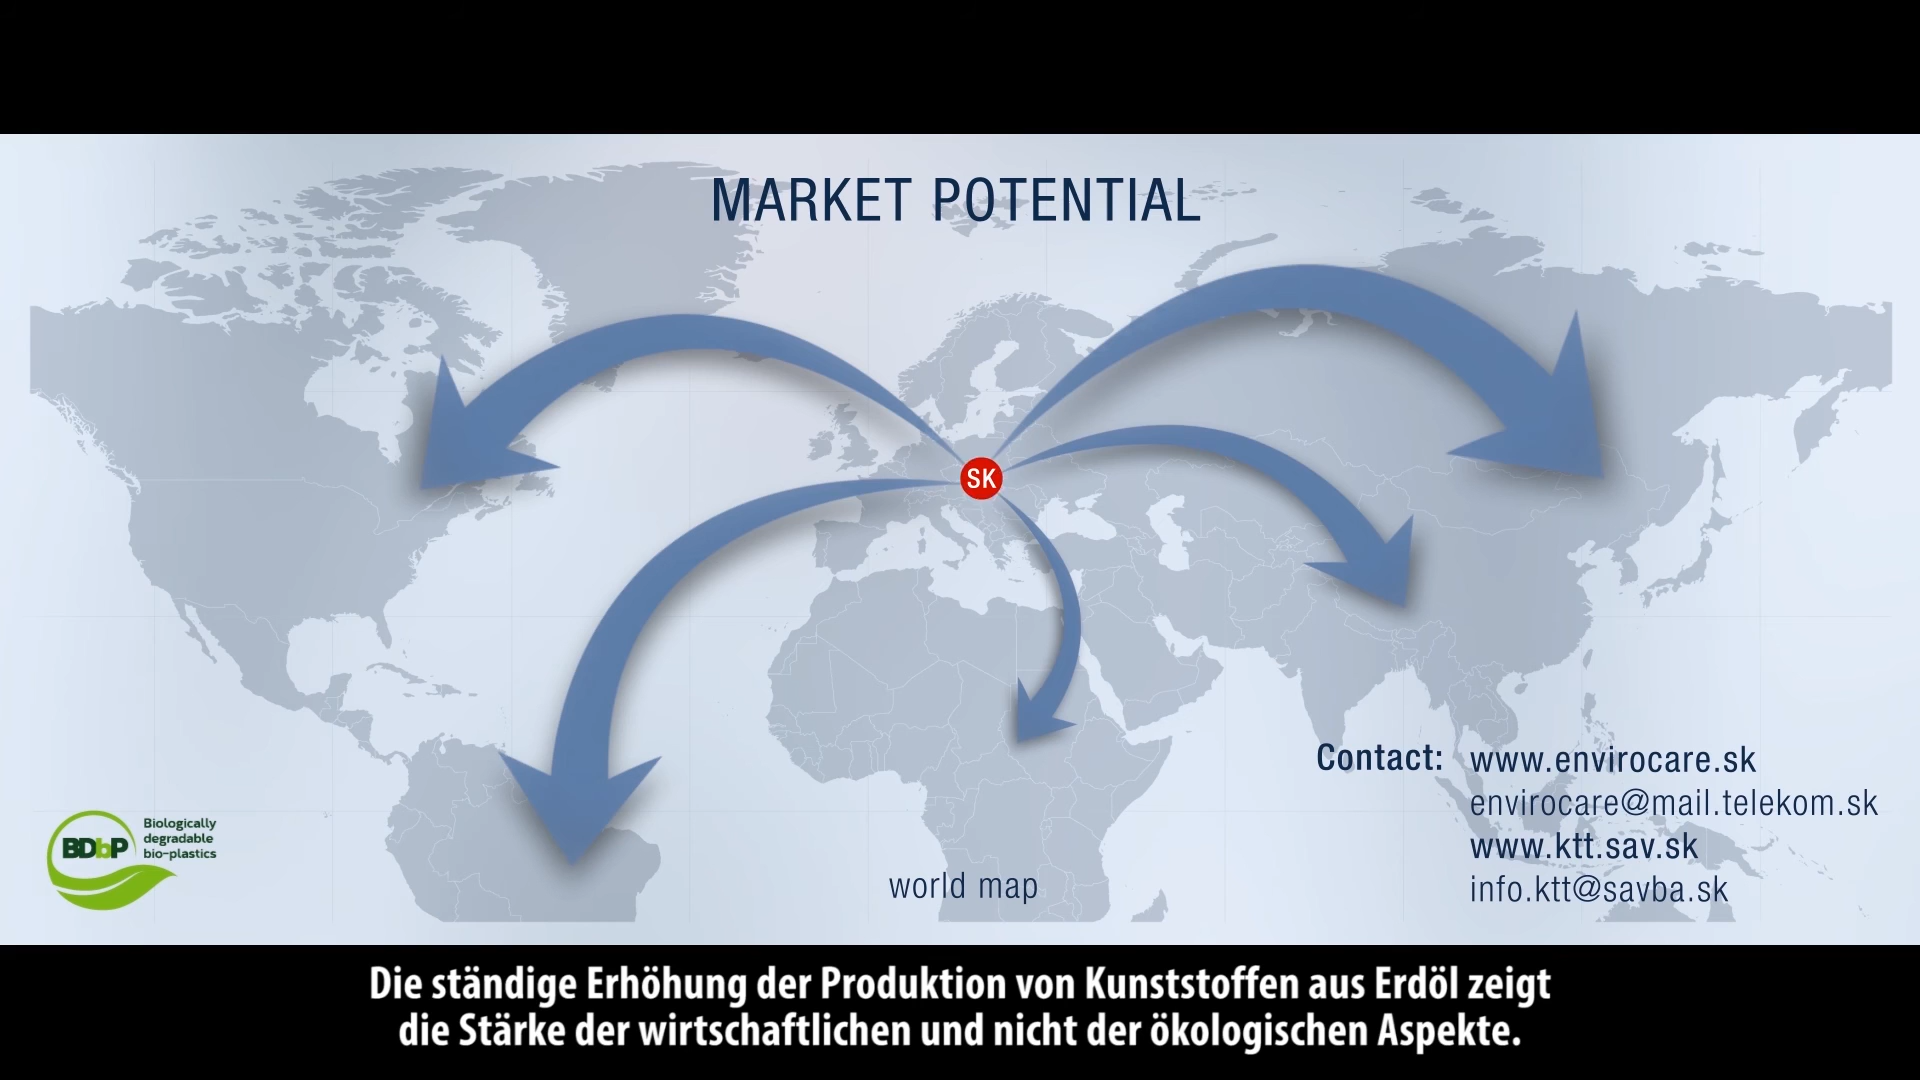 MARKET POTENTIAL
SK
Contact:
www.envirocare.sk
envirocare@mail.telekom.sk
www.ktt.sav.sk
info.ktt@savba.sk
BDbP
Biologically
degradable
bio-plastics
world map
Die ständige Erhöhung der Produktion von Kunststoffen aus Erdöl zeigt
die Stärke der wirtschaftlichen und nicht der ökologischen Aspekte.